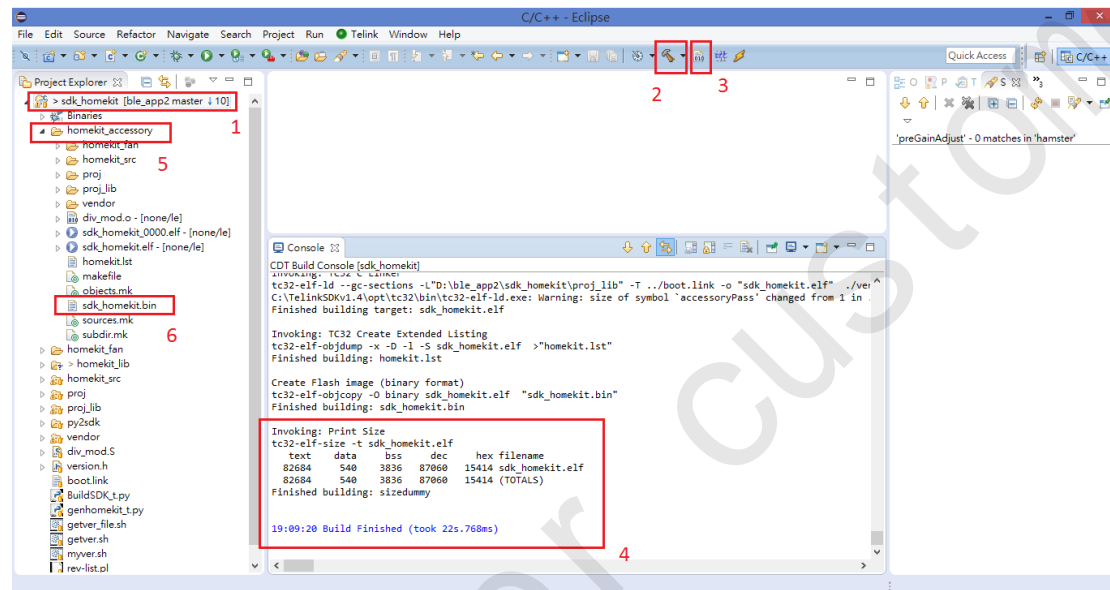 C/C++ - Eclipse
File Edit Source Refactor Navigate Search Project Run Telink Window Help
Quick Access
C/C++
2
3
Project Explorer
> sdk_homekit [ble_app2 master ↓10]
1
Binaries
homekit_accessory
5
homekit_fan
homekit_src
proj
proj_lib
vendor
div_mod.o - [none/le]
sdk_homekit_0000.elf - [none/le]
sdk_homekit.elf - [none/le]
homekit.lst
makefile
objects.mk
sdk_homekit.bin
6
sources.mk
subdir.mk
homekit_fan
> homekit_lib
homekit_src
proj
proj_lib
py2sdk
vendor
div_mod.S
version.h
boot.link
BuildSDK_t.py
genhomekit_t.py
getver_file.sh
getver.sh
myver.sh
rev-list.pl
Console
CDT Build Console [sdk_homekit]
Invoking: TC32 C Linker
tc32-elf-ld --gc-sections -L"D:\ble_app2\sdk_homekit\proj_lib" -T ../boot.link -o "sdk_homekit.elf" ./ver
C:\TelinkSDKv1.4\opt\tc32\bin\tc32-elf-ld.exe: Warning: size of symbol `accessoryPass' changed from 1 in
Finished building target: sdk_homekit.elf
Invoking: TC32 Create Extended Listing
tc32-elf-objdump -x -D -l -S sdk_homekit.elf >"homekit.lst"
Finished building: homekit.lst
Create Flash image (binary format)
tc32-elf-objcopy -O binary sdk_homekit.elf "sdk_homekit.bin"
Finished building: sdk_homekit.bin
Invoking: Print Size
tc32-elf-size -t sdk_homekit.elf
text data bss dec hex filename
82684 540 3836 87060 15414 sdk_homekit.elf
82684 540 3836 87060 15414 (TOTALS)
Finished building: sizedummy
19:09:20 Build Finished (took 22s.768ms)
4
O P T S »3
'preGainAdjust' - 0 matches in 'hamster'
r custom